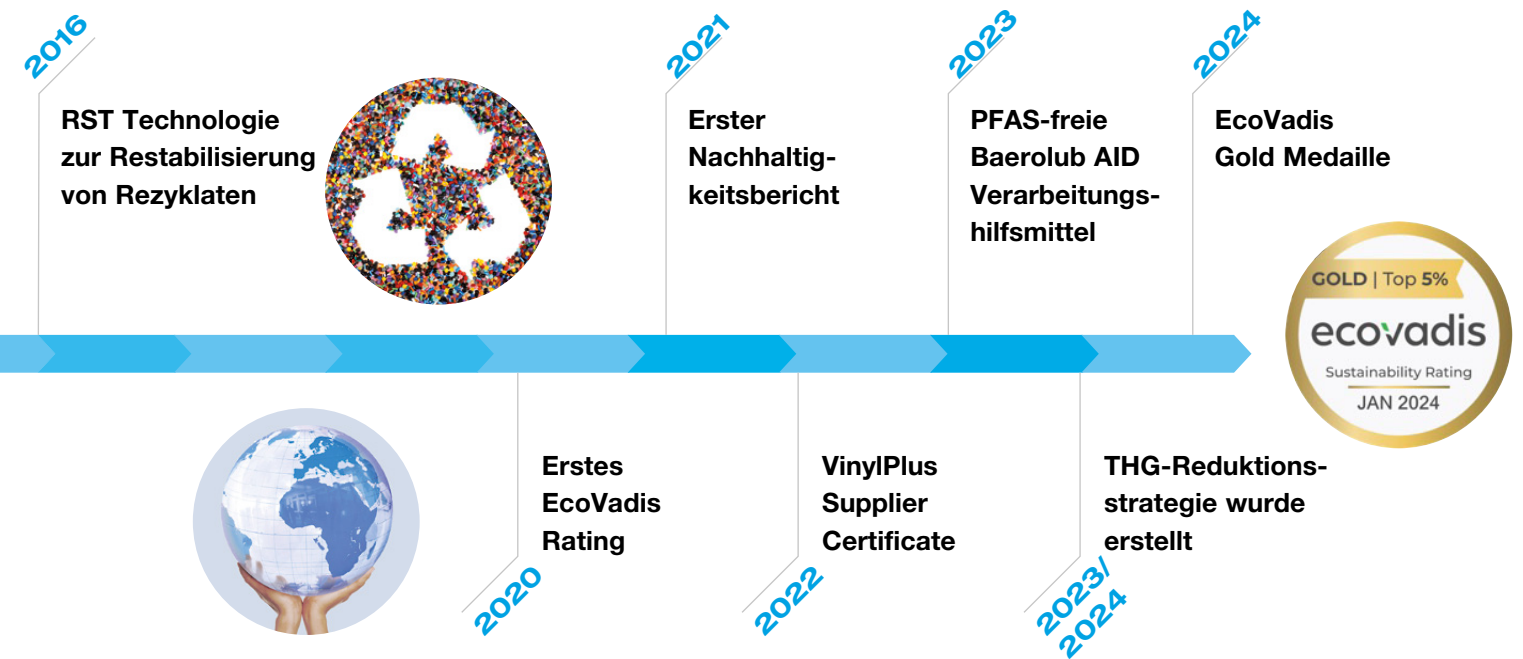 2016
RST Technologie
zur Restabilisierung
von Rezyklaten
2021
Erster
Nachhaltig-
keitsbericht
2023
PFAS-freie
Baerolub AID
Verarbeitungs-
hilfsmittel
2024
EcoVadis
Gold Medaille
GOLD | Top 5%
ecovadis
Sustainability Rating
JAN 2024
Erstes
EcoVadis
Rating
2020
VinylPlus
Supplier
Certificate
2022
THG-Reduktions-
strategie wurde
erstellt
2023/
2024